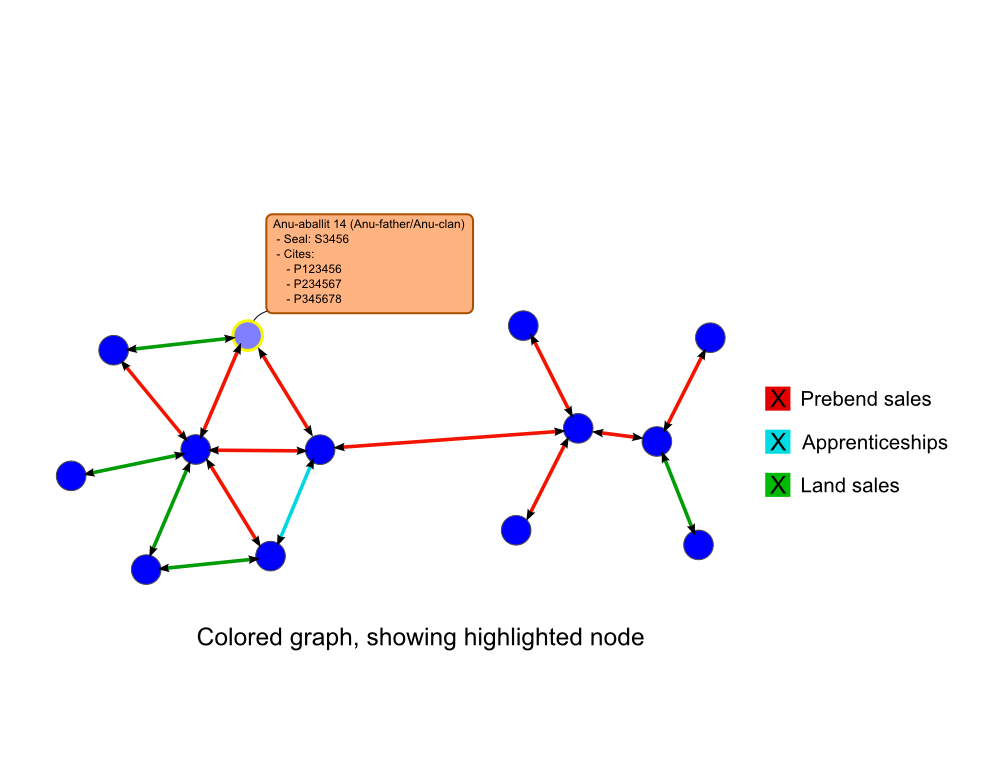 Anu-aballit 14 (Anu-father/Anu-clan)
- Seal: S3456
- Cites:
- P123456
- P234567
- P345678
X Prebend sales
X Apprenticeships
X Land sales
Colored graph, showing highlighted node